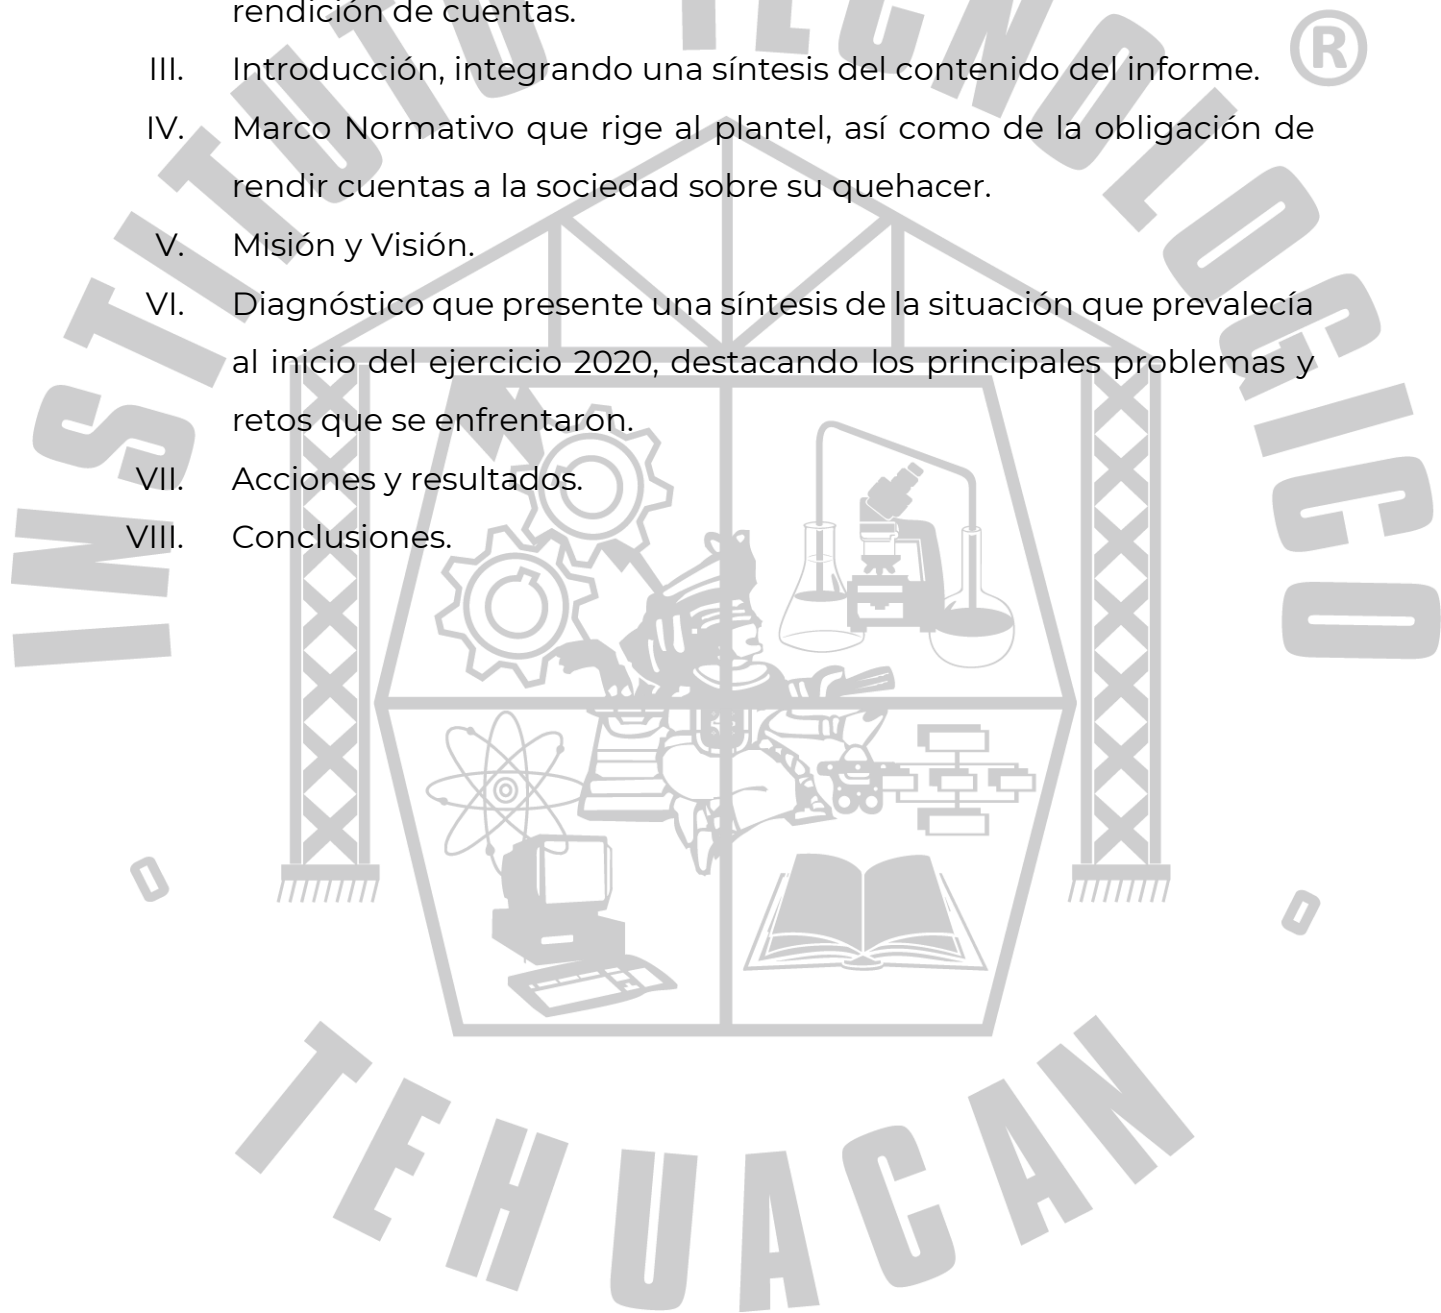 rendición de cuentas.
III. Introducción, integrando una síntesis del contenido del informe.
IV. Marco Normativo que rige al plantel, así como de la obligación de
rendir cuentas a la sociedad sobre su quehacer.
V. Misión y Visión.
VI. Diagnóstico que presente una síntesis de la situación que prevalecía
al inicio del ejercicio 2020, destacando los principales problemas y
retos que se enfrentaron.
VII. Acciones y resultados.
VIII. Conclusiones.
INSTITUTO TECNOLOGICO
®
TEHUACAN